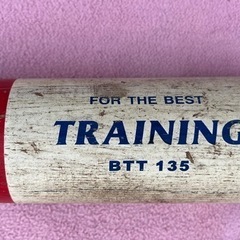 FOR THE BEST
TRAINING
BTT 135